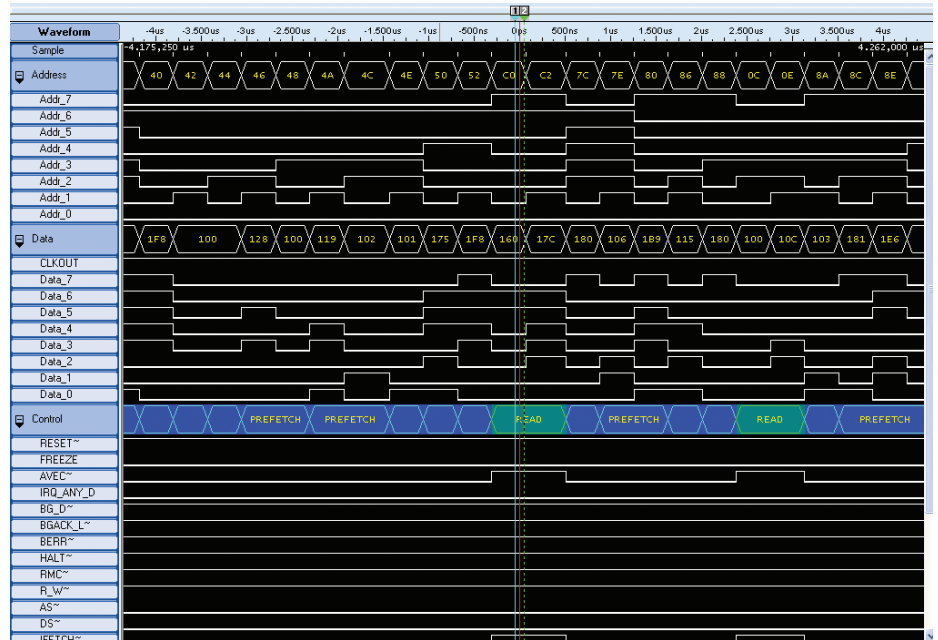 1 2
Waveform -4us -3.500us -3us -2.500us -2us -1.500us -1us -500ns 0ps 500ns 1us 1.500us 2us 2.500us 3us 3.500us 4us
Sample -4.175,250 us 4.262,000 us
Address 40 42 44 46 48 4A 4C 4E 50 52 C0 C2 7C 7E 80 86 88 0C 0E 8A 8C 8E
Addr_7
Addr_6
Addr_5
Addr_4
Addr_3
Addr_2
Addr_1
Addr_0
Data 1F8 100 128 100 119 102 101 175 1F8 160 17C 180 106 1B9 115 180 100 10C 103 181 1E6
CLKOUT
Data_7
Data_6
Data_5
Data_4
Data_3
Data_2
Data_1
Data_0
Control PREFETCH PREFETCH READ PREFETCH READ PREFETCH
RESET~
FREEZE
AVEC~
IRQ_ANY_D
BG_D~
BGACK_L~
BERR~
HALT~
RMC~
R_W~
AS~
DS~
IFETCH~